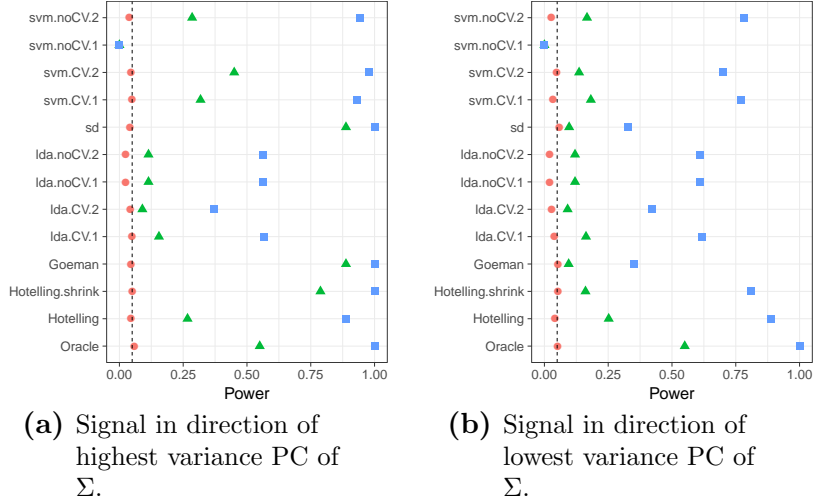 svm.noCV.2
svm.noCV.1
svm.CV.2
svm.CV.1
sd
lda.noCV.2
lda.noCV.1
lda.CV.2
lda.CV.1
Goeman
Hotelling.shrink
Hotelling
Oracle
0.00 0.25 0.50 0.75 1.00
Power
(a) Signal in direction of
highest variance PC of
Σ.
svm.noCV.2
svm.noCV.1
svm.CV.2
svm.CV.1
sd
lda.noCV.2
lda.noCV.1
lda.CV.2
lda.CV.1
Goeman
Hotelling.shrink
Hotelling
Oracle
0.00 0.25 0.50 0.75 1.00
Power
(b) Signal in direction of
lowest variance PC of
Σ.